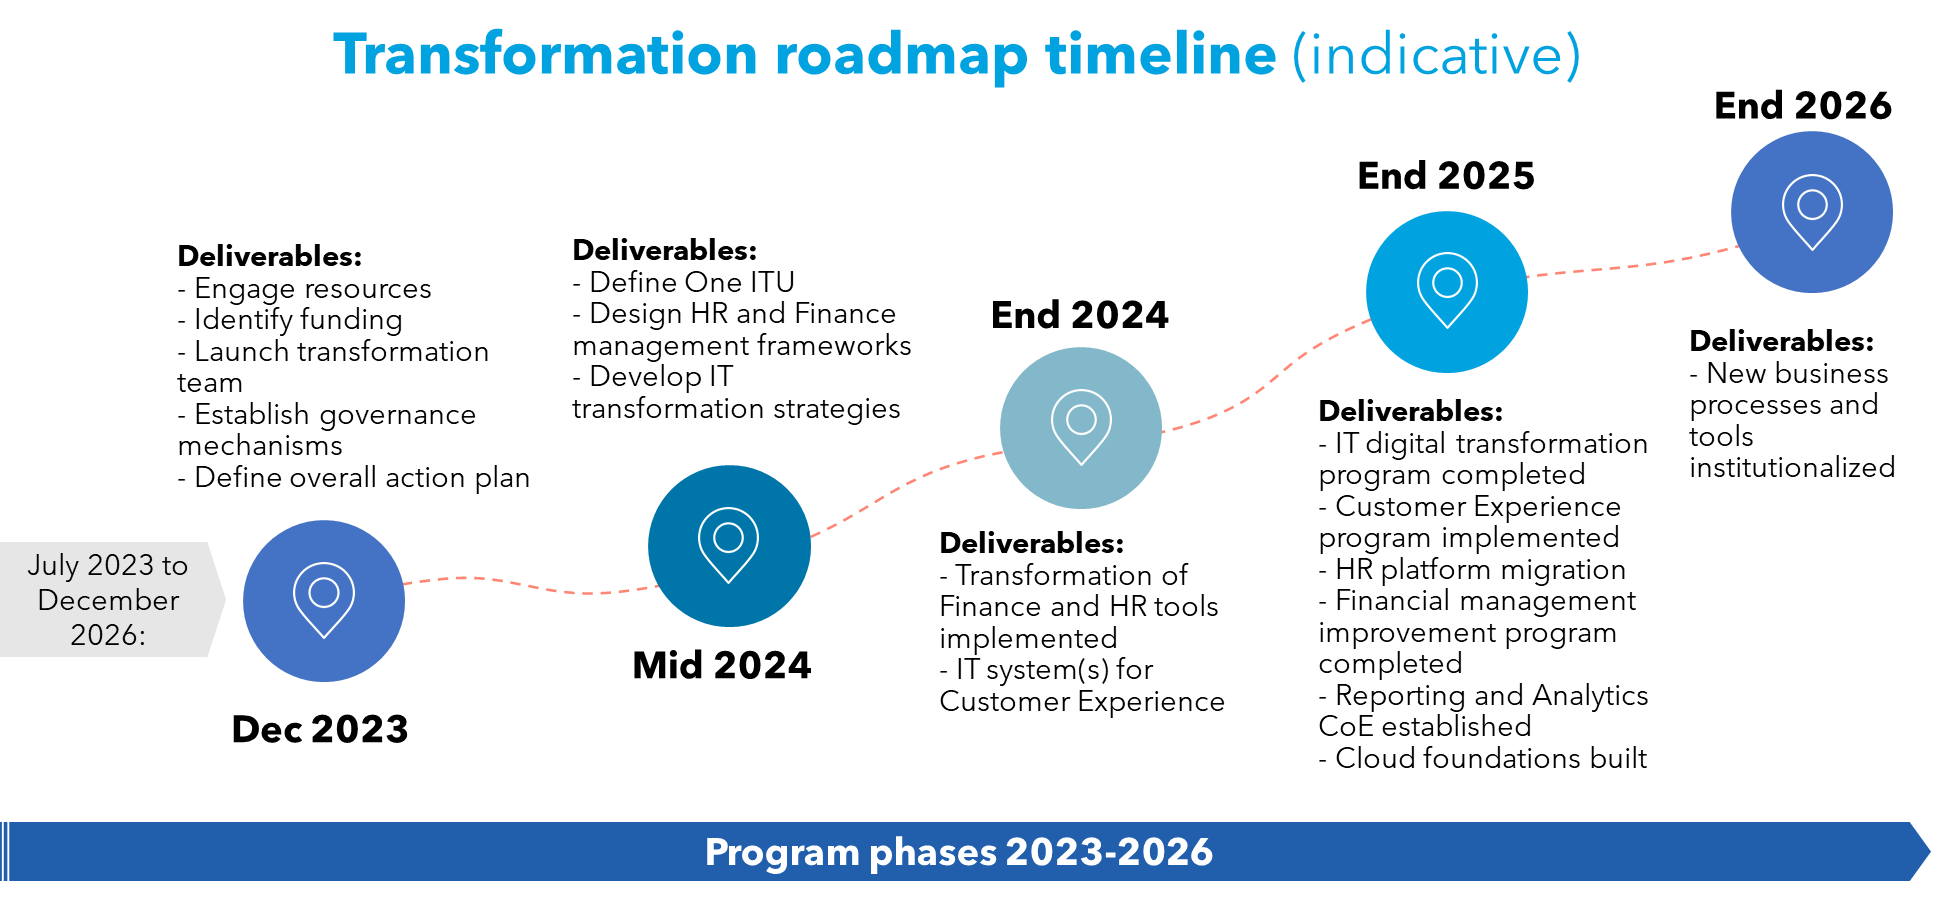 Transformation roadmap timeline (indicative)
July 2023 to
December
2026:
Deliverables:
- Engage resources
- Identify funding
- Launch transformation
team
- Establish governance
mechanisms
- Define overall action plan
Dec 2023
Deliverables:
- Define One ITU
- Design HR and Finance
management frameworks
- Develop IT
transformation strategies
Mid 2024
End 2024
Deliverables:
- Transformation of
Finance and HR tools
implemented
- IT system(s) for
Customer Experience
End 2025
Deliverables:
- IT digital transformation
program completed
- Customer Experience
program implemented
- HR platform migration
- Financial management
improvement program
completed
- Reporting and Analytics
CoE established
- Cloud foundations built
End 2026
Deliverables:
- New business
processes and
tools
institutionalized
Program phases 2023-2026